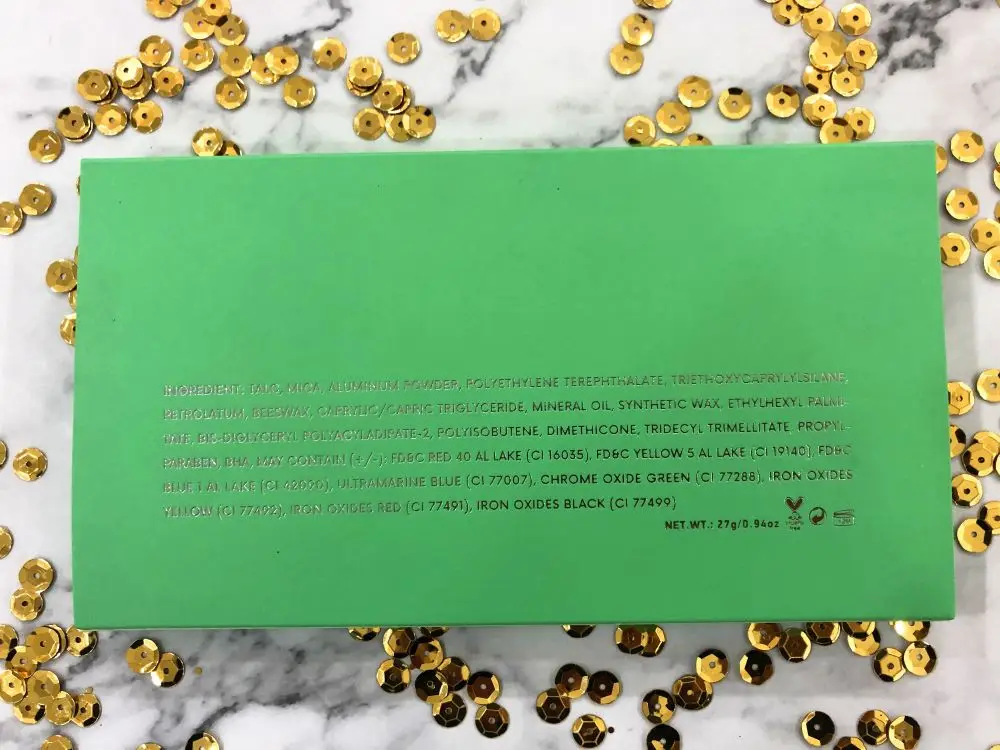 INGREDIENT: TALC, MICA, ALUMINUM POWDER, POLYETHYLENE TEREPHTHALATE, TRIETHOXYCAPRYLYLSILANE,
PETROLATUM, BEESWAX, CAPRYLIC/CAPRIC TRIGLYCERIDE, MINERAL OIL, SYNTHETIC WAX, ETHYLHEXYL PALMI-
TATE, BIS-DIGLYCERYL POLYACYLADIPATE-2, POLYISOBUTENE, DIMETHICONE, TRIDECYL TRIMELLITATE, PROPYL-
PARABEN, BHA, MAY CONTAIN (+/-): FD&C RED 40 AL LAKE (CI 16035), FD&C YELLOW 5 AL LAKE (CI 19140), FD&C
BLUE 1 AL LAKE (CI 42090), ULTRAMARINE BLUE (CI 77007), CHROME OXIDE GREEN (CI 77288), IRON OXIDES
YELLOW (CI 77492), IRON OXIDES RED (CI 77491), IRON OXIDES BLACK (CI 77499)
NET.WT.: 27g/0.94oz